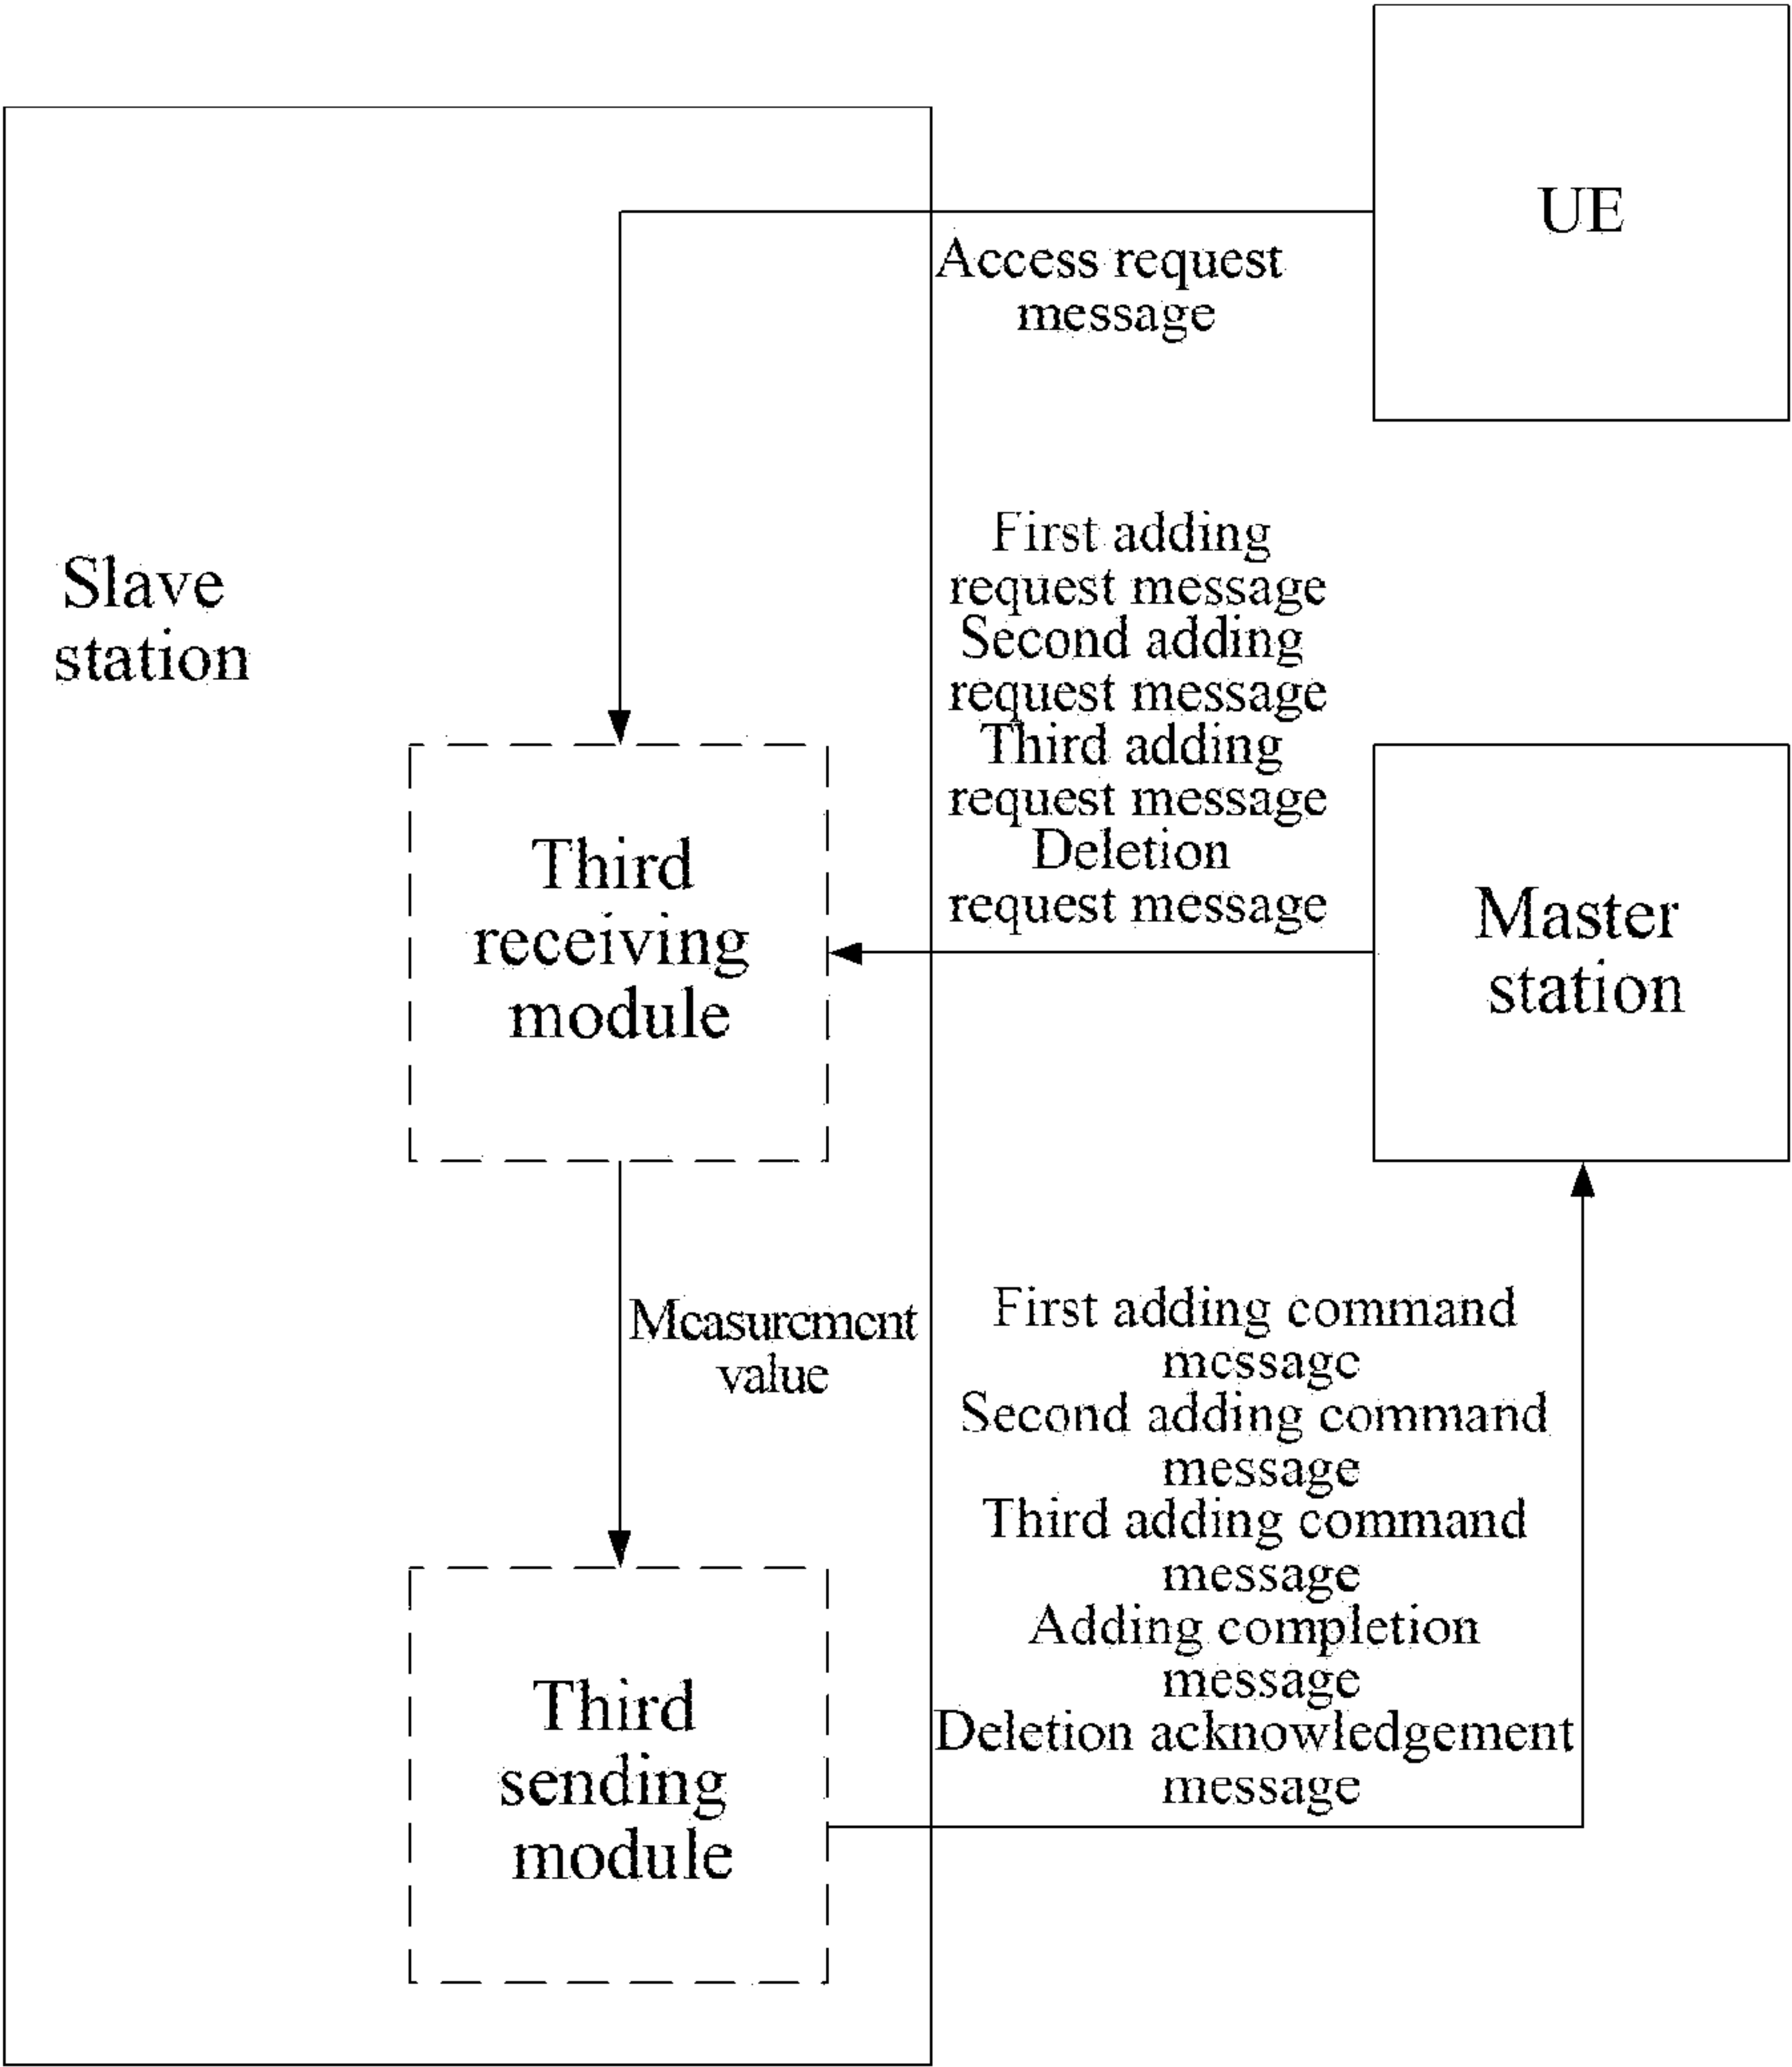 UE
Access request
message
Slave
station
First adding
request message
Second adding
request message
Third adding
request message
Deletion
request message
Third
receiving
module
Master
station
Measurement
value
First adding command
message
Second adding command
message
Third adding command
message
Adding completion
message
Deletion acknowledgement
message
Third
sending
module